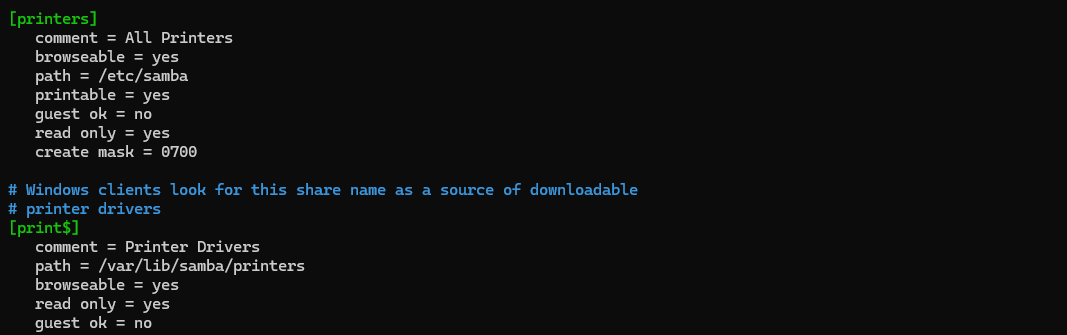 [printers]
   comment = All Printers
   browseable = yes
   path = /etc/samba
   printable = yes
   guest ok = no
   read only = yes
   create mask = 0700

# Windows clients look for this share name as a source of downloadable
# printer drivers
[print$]
   comment = Printer Drivers
   path = /var/lib/samba/printers
   browseable = yes
   read only = yes
   guest ok = no